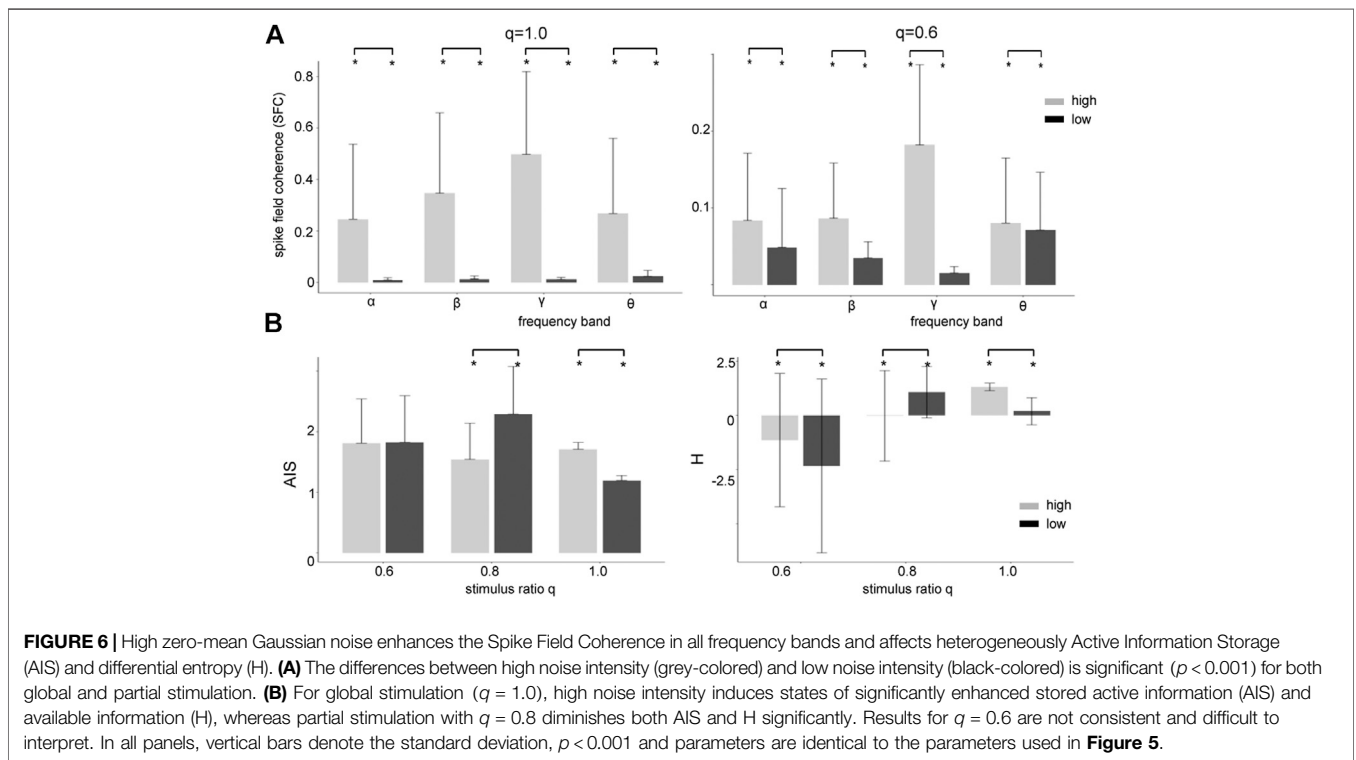 A
q=1.0
q=0.6
* * * * * * * *
* * * * * * * *
spike field coherence (SFC)
0.8
0.6
0.4
0.2
0
0.2
0.1
high
low
α β γ θ
frequency band
α β γ θ
frequency band
B
* * * *
* * * * * *
AIS
2
1
0
H
2.5
0
-2.5
high
low
0.6 0.8 1.0
stimulus ratio q
0.6 0.8 1.0
stimulus ratio q
FIGURE 6 | High zero-mean Gaussian noise enhances the Spike Field Coherence in all frequency bands and affects heterogeneously Active Information Storage
(AIS) and differential entropy (H). (A) The differences between high noise intensity (grey-colored) and low noise intensity (black-colored) is significant (p < 0.001) for both
global and partial stimulation. (B) For global stimulation (q = 1.0), high noise intensity induces states of significantly enhanced stored active information (AIS) and
available information (H), whereas partial stimulation with q = 0.8 diminishes both AIS and H significantly. Results for q = 0.6 are not consistent and difficult to
interpret. In all panels, vertical bars denote the standard deviation, p < 0.001 and parameters are identical to the parameters used in Figure 5.